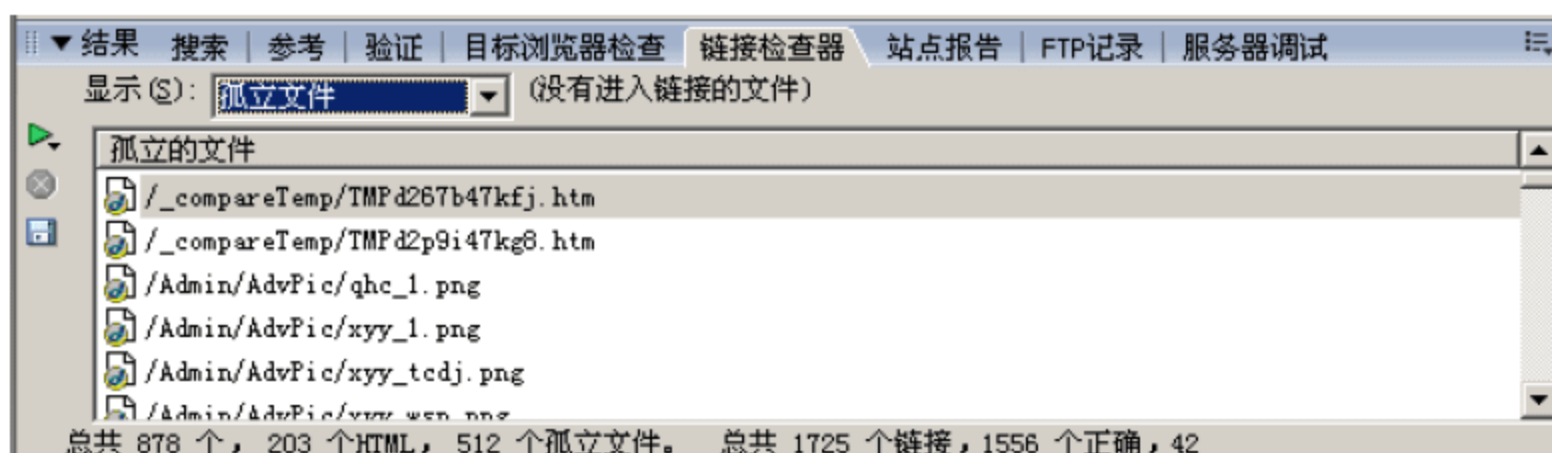 结果 搜索 | 参考 | 验证 | 目标浏览器检查 链接检查器 站点报告 | FTP记录 | 服务器调试
显示(S): 孤立文件 (没有进入链接的文件)
孤立的文件
/_compareTemp/TMPd267b47kfj.htm
/_compareTemp/TMPd2p9i47kg8.htm
/Admin/AdvPic/qhc_1.png
/Admin/AdvPic/xyy_1.png
/Admin/AdvPic/xyy_tcdj.png
/Admin/AdvPic/xyy_wsp.png
总共 878 个, 203 个HTML, 512 个孤立文件。 总共 1725 个链接,1556 个正确,42